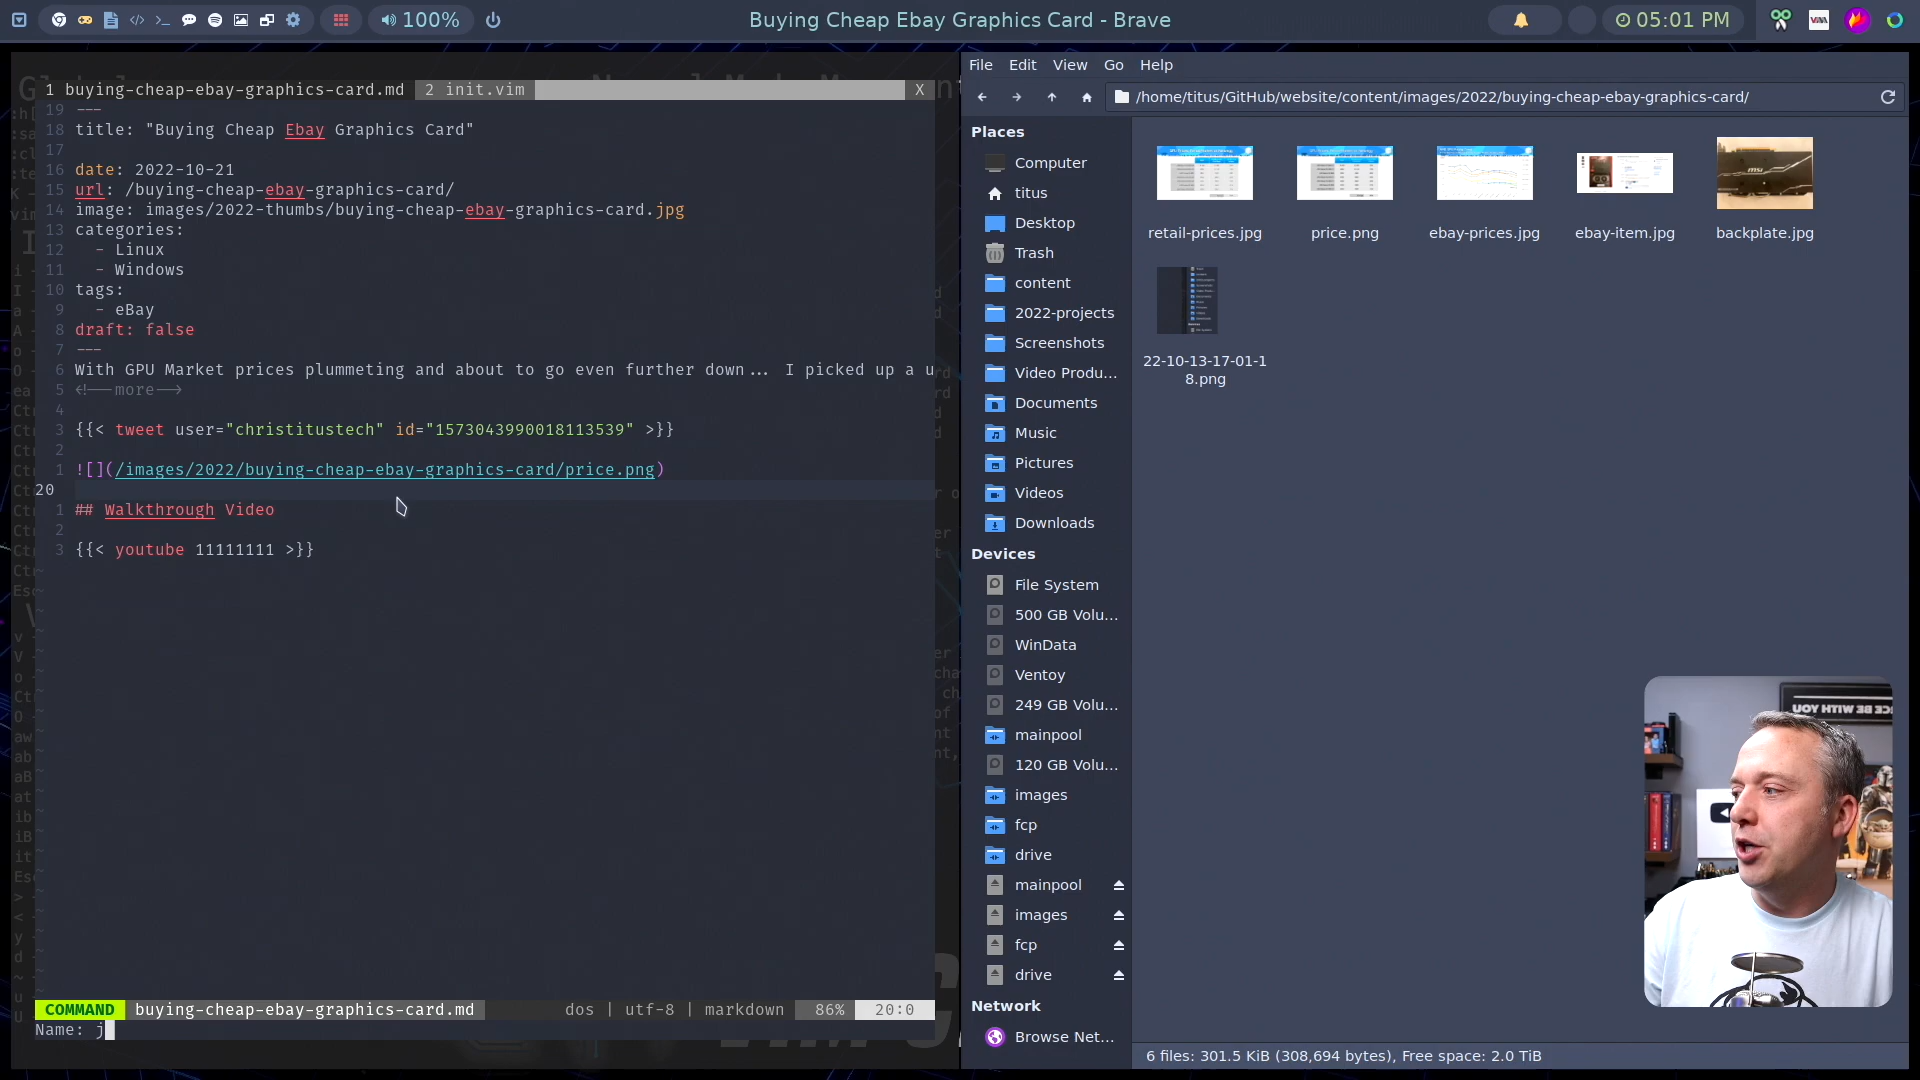 100%
Buying Cheap Ebay Graphics Card - Brave
05:01 PM
1 buying-cheap-ebay-graphics-card.md
2 init.vim
X
19 ---
18 title: "Buying Cheap Ebay Graphics Card"
17
16 date: 2022-10-21
15 url: /buying-cheap-ebay-graphics-card/
14 image: images/2022-thumbs/buying-cheap-ebay-graphics-card.jpg
13 categories:
12 - Linux
11 - Windows
10 tags:
9 - eBay
8 draft: false
7 ---
6 With GPU Market prices plummeting and about to go even further down... I picked up a u
5 <!--more-->
4
3 {{< tweet user="christitustech" id="1573043990018113539" >}}
2
1 ![](/images/2022/buying-cheap-ebay-graphics-card/price.png)
20
1 ## Walkthrough Video
2
3 {{< youtube 11111111 >}}
COMMAND buying-cheap-ebay-graphics-card.md dos | utf-8 | markdown 86% 20:0
Name: j
File Edit View Go Help
/home/titus/GitHub/website/content/images/2022/buying-cheap-ebay-graphics-card/
Places
Computer
titus
Desktop
Trash
content
2022-projects
Screenshots
Video Produ...
Documents
Music
Pictures
Videos
Downloads
Devices
File System
500 GB Volu...
WinData
Ventoy
249 GB Volu...
mainpool
120 GB Volu...
images
fcp
drive
mainpool
images
fcp
drive
Network
Browse Net...
retail-prices.jpg
price.png
ebay-prices.jpg
ebay-item.jpg
backplate.jpg
msi
22-10-13-17-01-1
8.png
6 files: 301.5 KiB (308,694 bytes), Free space: 2.0 TiB